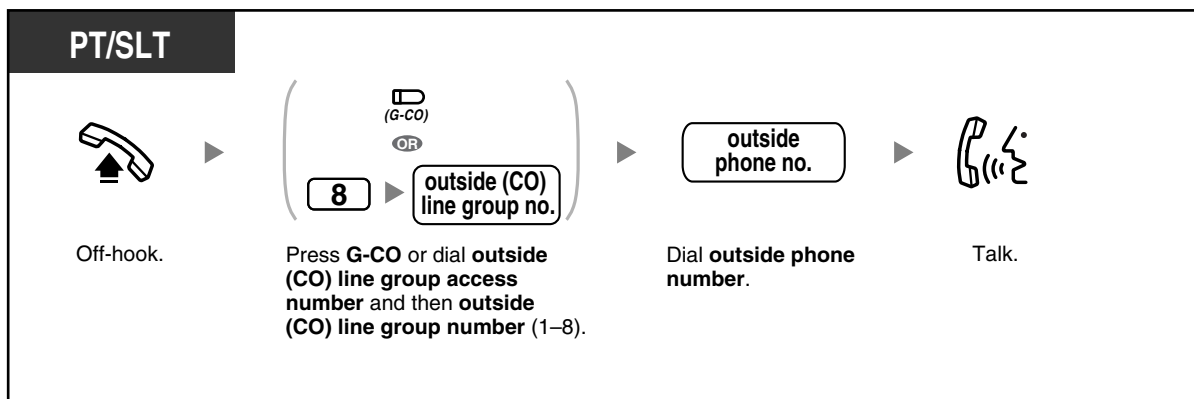 PT/SLT
(G-CO)
OR
8
outside (CO)
line group no.
outside
phone no.
Off-hook.
Press G-CO or dial outside
(CO) line group access
number and then outside
(CO) line group number (1–8).
Dial outside phone
number.
Talk.